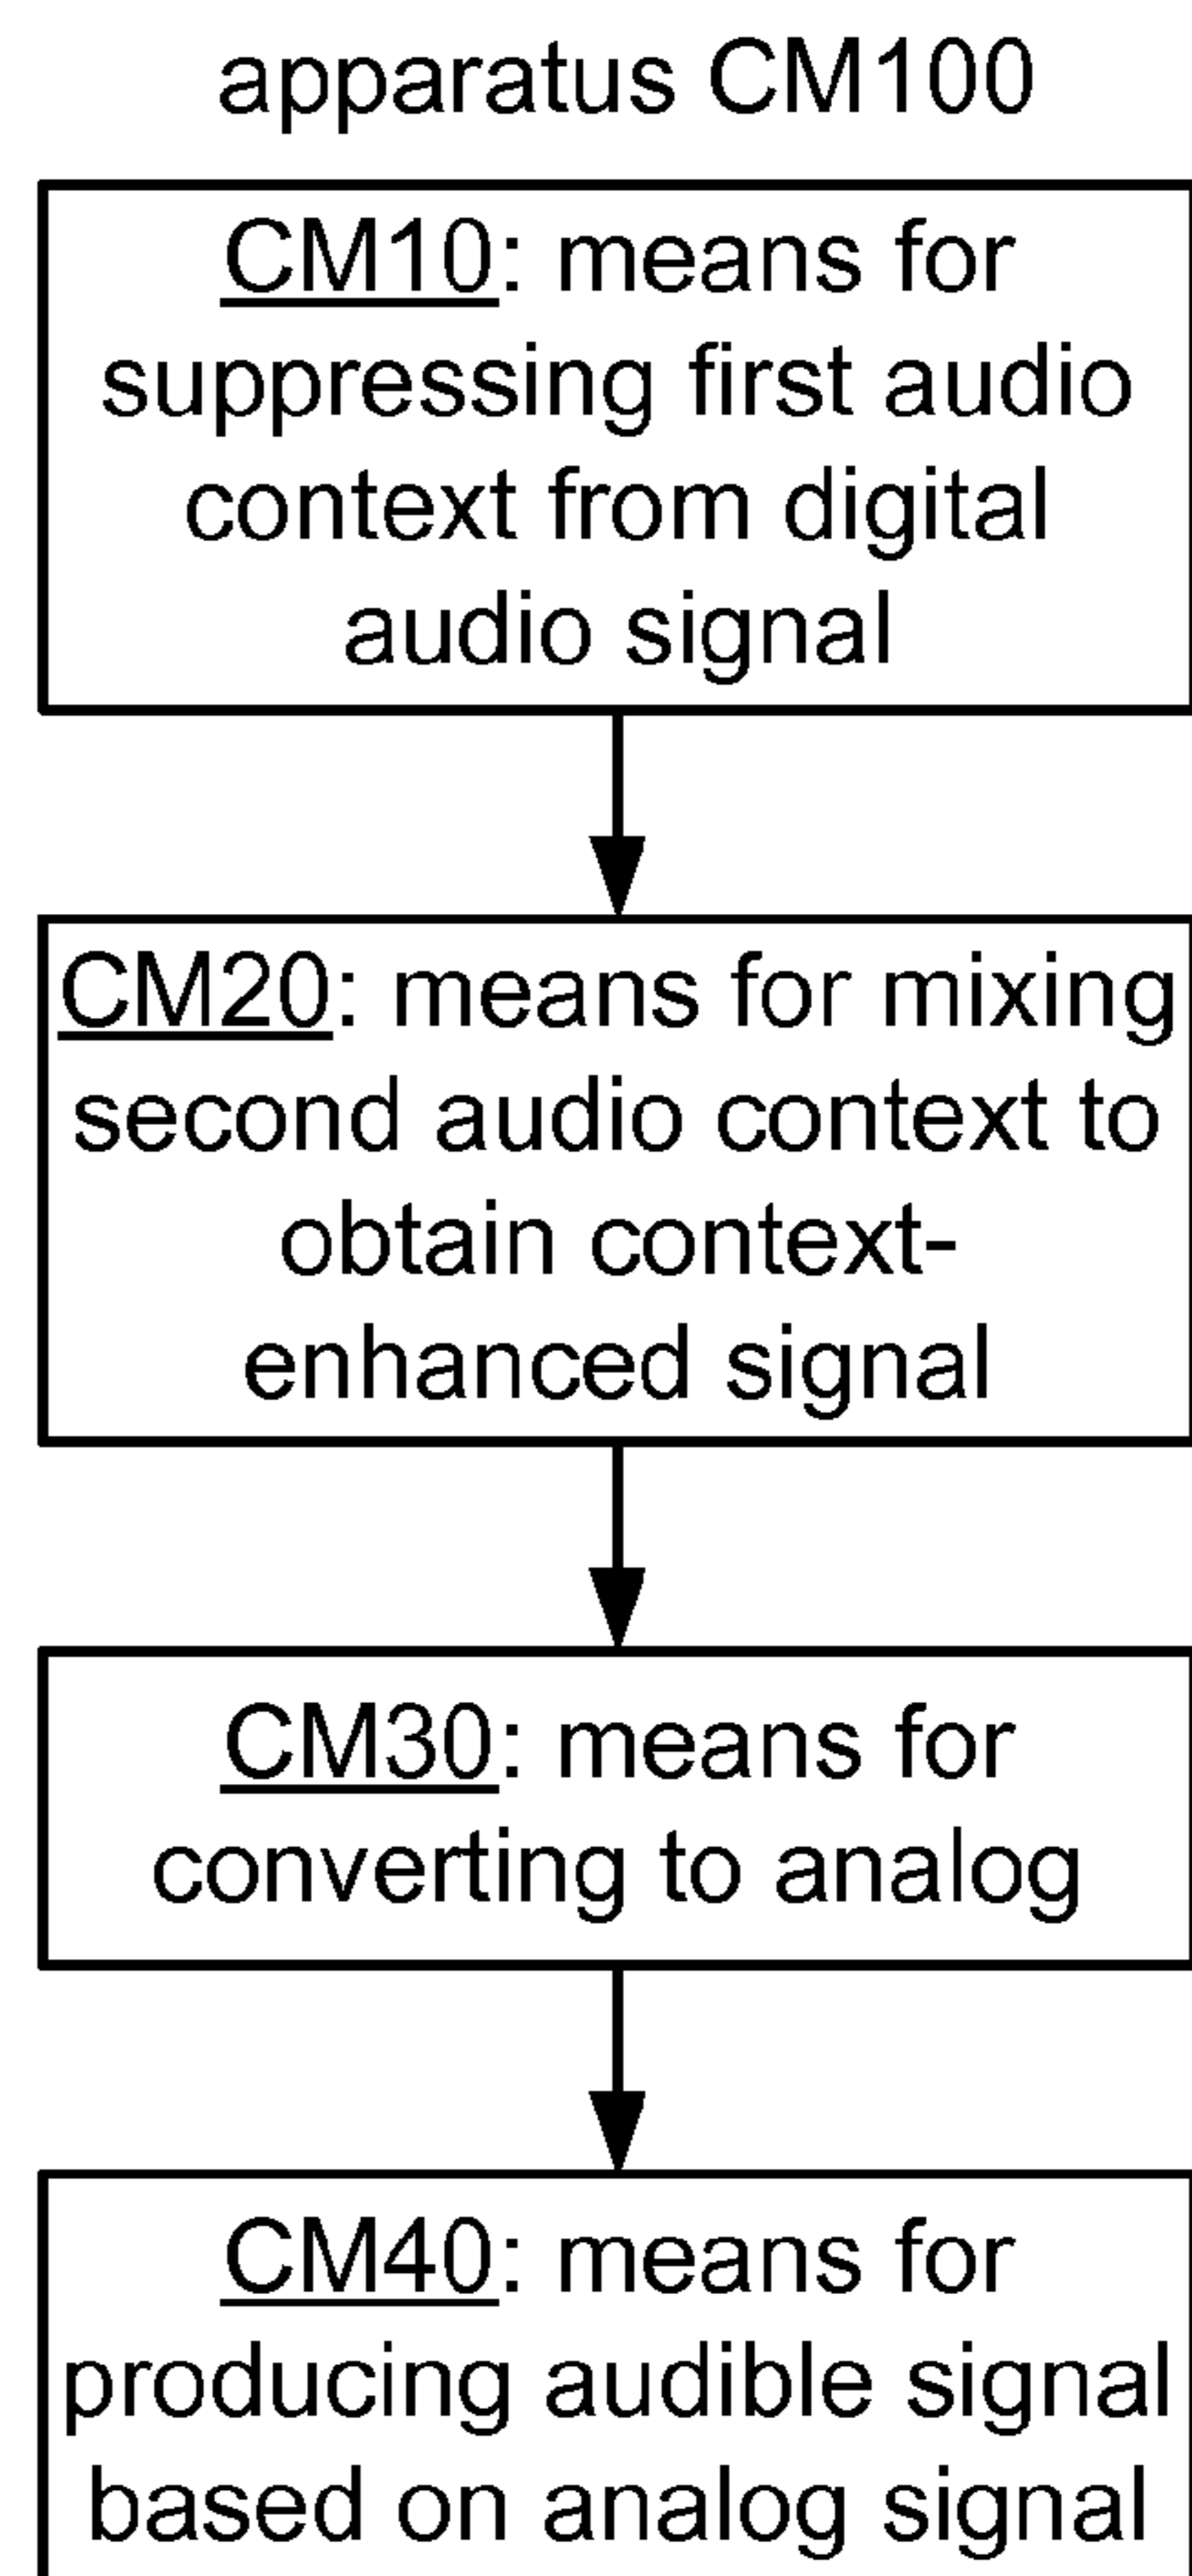 apparatus CM100
CM10: means for
suppressing first audio
context from digital
audio signal
CM20: means for mixing
second audio context to
obtain context-
enhanced signal
CM30: means for
converting to analog
CM40: means for
producing audible signal
based on analog signal